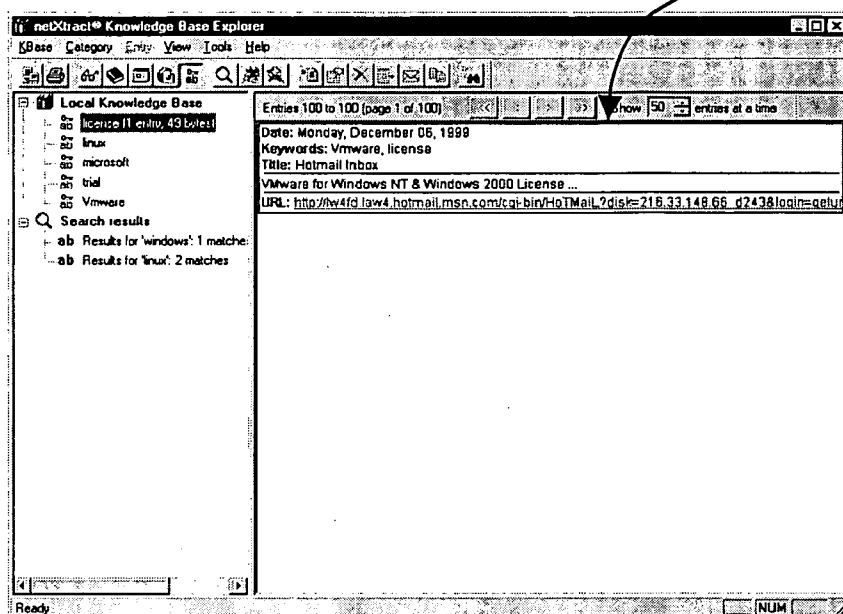 netXtract® Knowledge Base Explorer
KBase Category Entry View Tools Help
Local Knowledge Base
license (1 entry, 43 bytes)
linux
microsoft
trial
Vmware
Search results
ab Results for 'windows': 1 matche
ab Results for 'linux': 2 matches
Entries 100 to 100 (page 1 of 100)
Show 50 entries at a time
Date: Monday, December 06, 1999
Keywords: Vmware, license
Title: Hotmail Inbox
VMware for Windows NT & Windows 2000 License ...
URL: http://lw4fd.law4.hotmail.msn.com/cgi-bin/HoTMaiL?disk=216.33.148.66_d243&login=getur
Ready
NUM